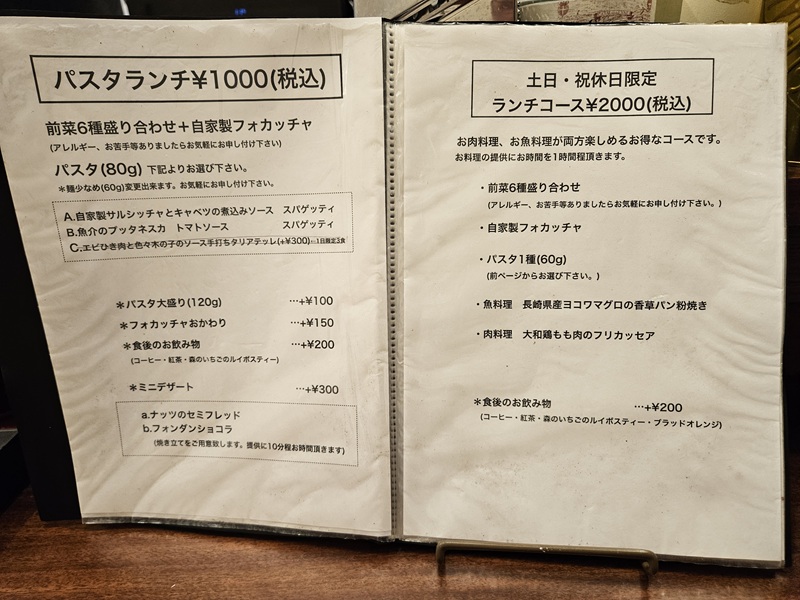 パスタランチ¥1000(税込)
前菜6種盛り合わせ＋自家製フォカッチャ
(アレルギー、お苦手等ありましたらお気軽にお申し付け下さい)
パスタ(80g) 下記よりお選び下さい。
＊麺少なめ(60g)変更出来ます。お気軽にお申し付け下さい。
A.自家製サルシッチャとキャベツの煮込みソース スパゲッティ
B.魚介のプッタネスカ トマトソース スパゲッティ
C.エビひき肉と色々木の子のソース手打ちタリアテッレ(+¥300)←1日限定3食
＊パスタ大盛り(120g) …+¥100
＊フォカッチャおかわり …+¥150
＊食後のお飲み物 …+¥200
(コーヒー・紅茶・森のいちごのルイボスティー)
＊ミニデザート …+¥300
a.ナッツのセミフレッド
b.フォンダンショコラ
(焼き立てをご用意致します。提供に10分程お時間頂きます)
土日・祝休日限定
ランチコース¥2000(税込)
お肉料理、お魚料理が両方楽しめるお得なコースです。
お料理の提供にお時間を1時間程頂きます。
・前菜6種盛り合わせ
(アレルギー、お苦手等ありましたらお気軽にお申し付け下さい。)
・自家製フォカッチャ
・パスタ1種(60g)
(前ページからお選び下さい。)
・魚料理 長崎県産ヨコワマグロの香草パン粉焼き
・肉料理 大和鶏もも肉のフリカッセア
＊食後のお飲み物 …+¥200
(コーヒー・紅茶・森のいちごのルイボスティー・ブラッドオレンジ)